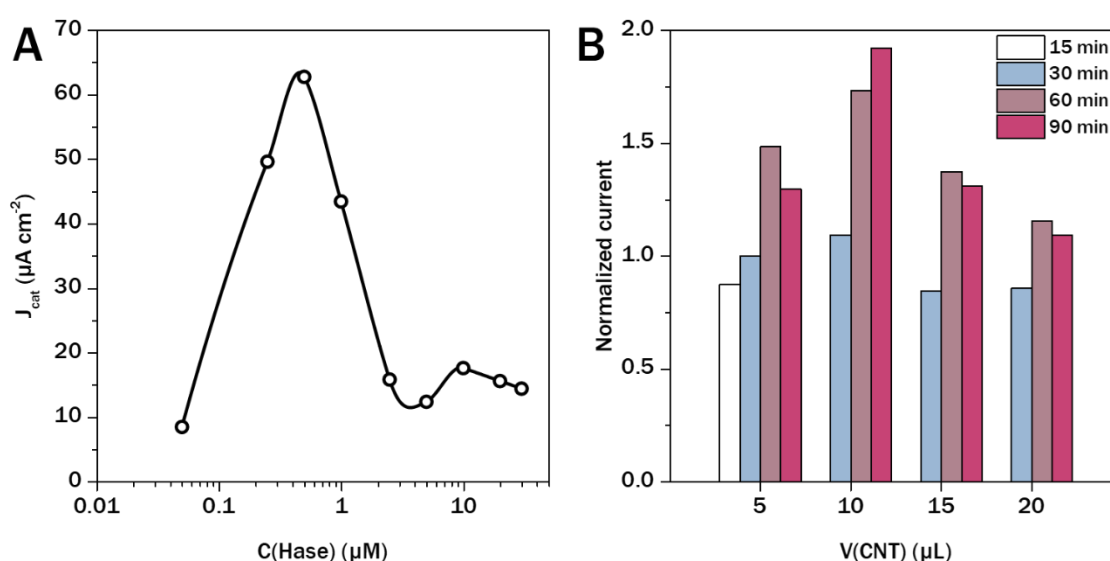 A
70
60
50
40
30
20
10
0
J_cat (µA cm⁻²)
0.01
0.1
1
10
C(Hase) (µM)
B
2.0
1.5
1.0
0.5
0.0
Normalized current
15 min
30 min
60 min
90 min
5
10
15
20
V(CNT) (µL)